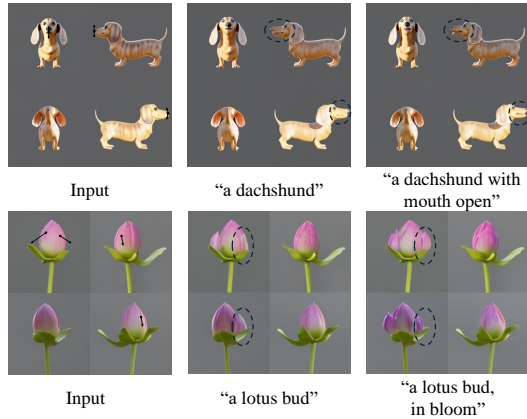 Input
“a dachshund”
“a dachshund with
mouth open”
Input
“a lotus bud”
“a lotus bud,
in bloom”